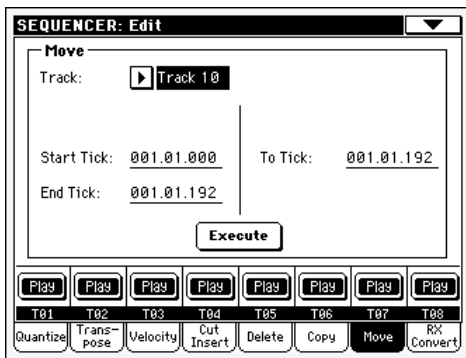 SEQUENCER: Edit
Move
Track: Track 10
Start Tick: 001.01.000 To Tick: 001.01.192
End Tick: 001.01.192
Execute
Play Play Play Play Play Play Play Play
T01 T02 T03 T04 T05 T06 T07 T08
Quantize Trans-pose Velocity Cut Insert Delete Copy Move RX Convert